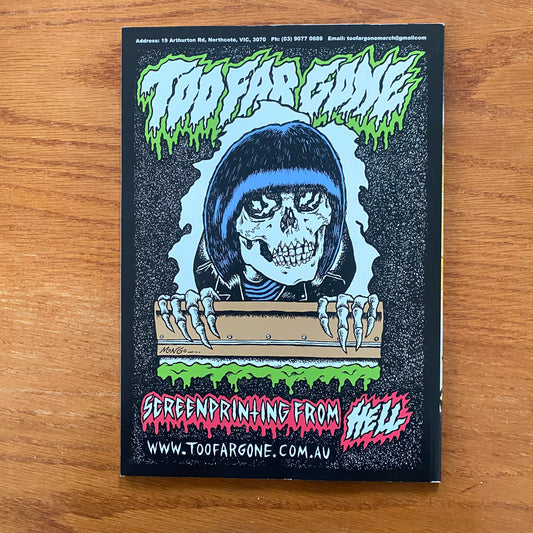 Address: 19 Arthurton Rd, Northcote, VIC, 3070 Ph: (03) 9077 0689 Email: toofargonemerch@gmail.com
TOO FAR GONE
MONGO
SCREENPRINTING FROM HELL
WWW.TOOFARGONE.COM.AU